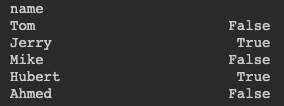 name
Tom False
Jerry True
Mike False
Hubert True
Ahmed False